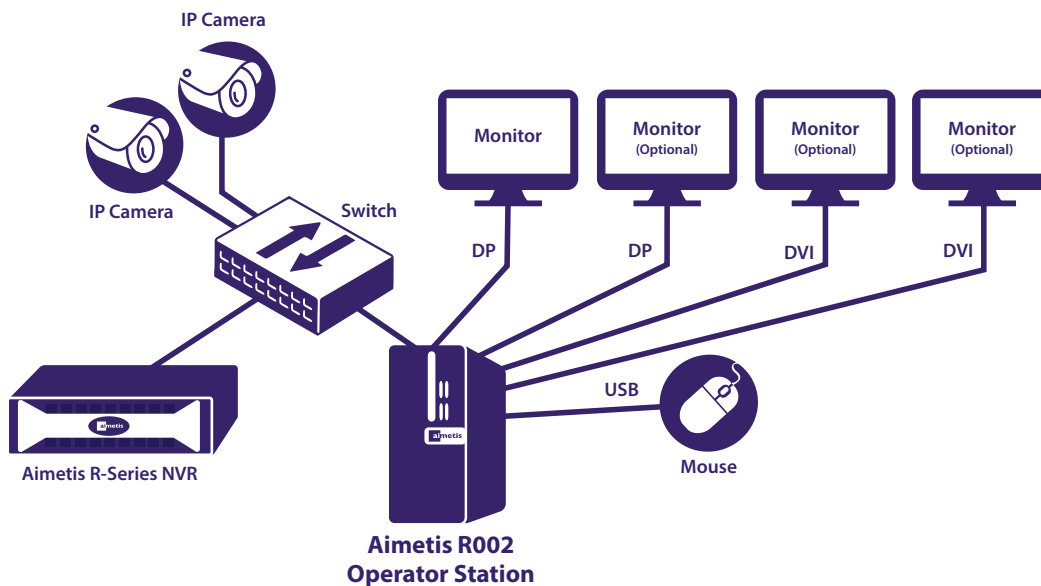 IP Camera
IP Camera
Switch
Monitor
Monitor
(Optional)
Monitor
(Optional)
Monitor
(Optional)
DP
DP
DVI
DVI
USB
Mouse
aimetis
aimetis
Aimetis R-Series NVR
Aimetis R002
Operator Station